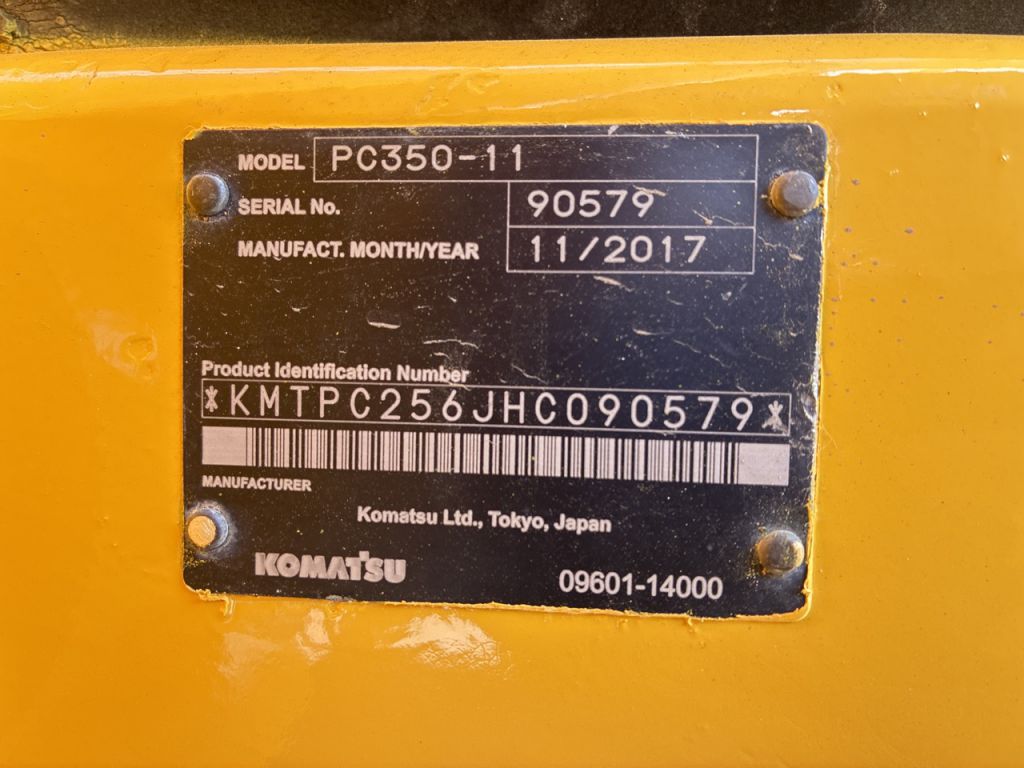 MODEL PC350-11
SERIAL No. 90579
MANUFACT. MONTH/YEAR 11/2017
Product Identification Number
*KMTPC256JHC090579*
MANUFACTURER
Komatsu Ltd., Tokyo, Japan
KOMATSU 09601-14000